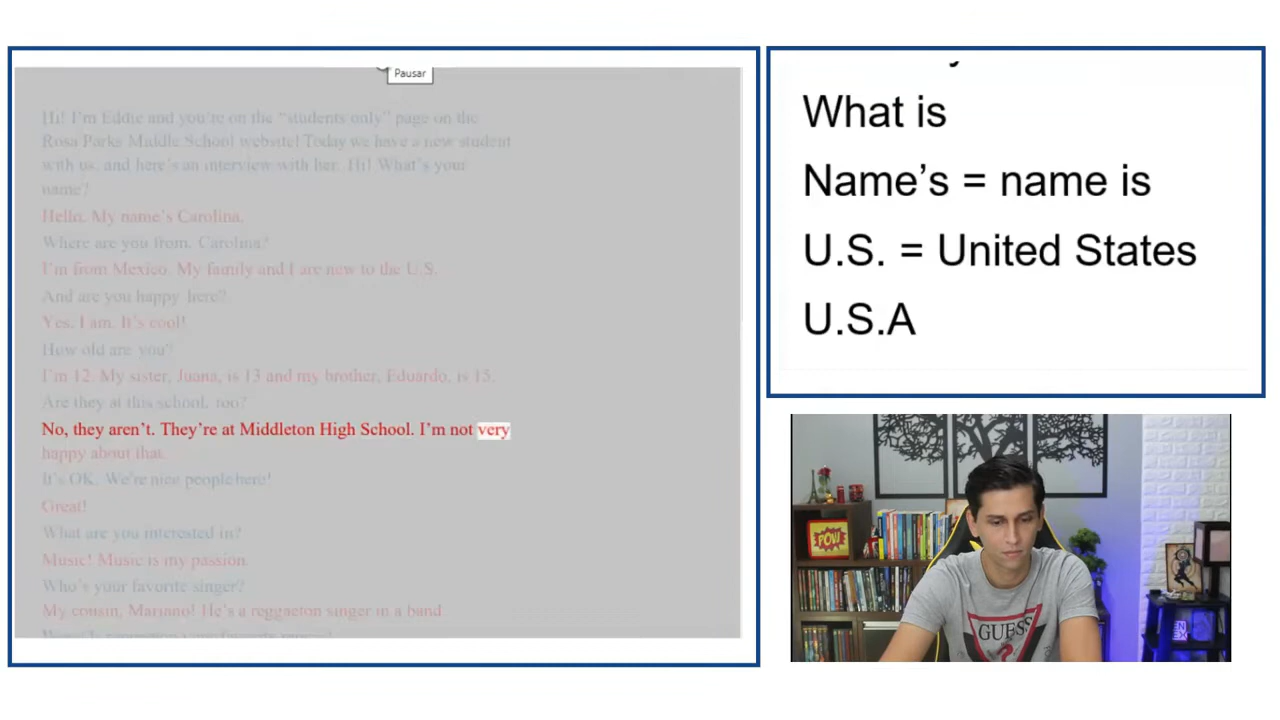 Pausar
Hi! I'm Eddie and you're on the "students only" page on the
Rosa Parks Middle School website! Today we have a new student
with us, and here's an interview with her. Hi! What's your
name?
Hello. My name's Carolina.
Where are you from, Carolina?
I'm from Mexico. My family and I are new to the U.S.
And are you happy here?
Yes, I am. It's cool!
How old are you?
I'm 12. My sister, Juana, is 13 and my brother, Eduardo, is 15.
Are they at this school, too?
No, they aren't. They're at Middleton High School. I'm not very
happy about that.
It's OK. We're nice people here!
Great!
What are you interested in?
Music! Music is my passion.
Who's your favorite singer?
My cousin, Mariano! He's a reggaeton singer in a band.
What is
Name's = name is
U.S. = United States
U.S.A
POW
GUESS
?